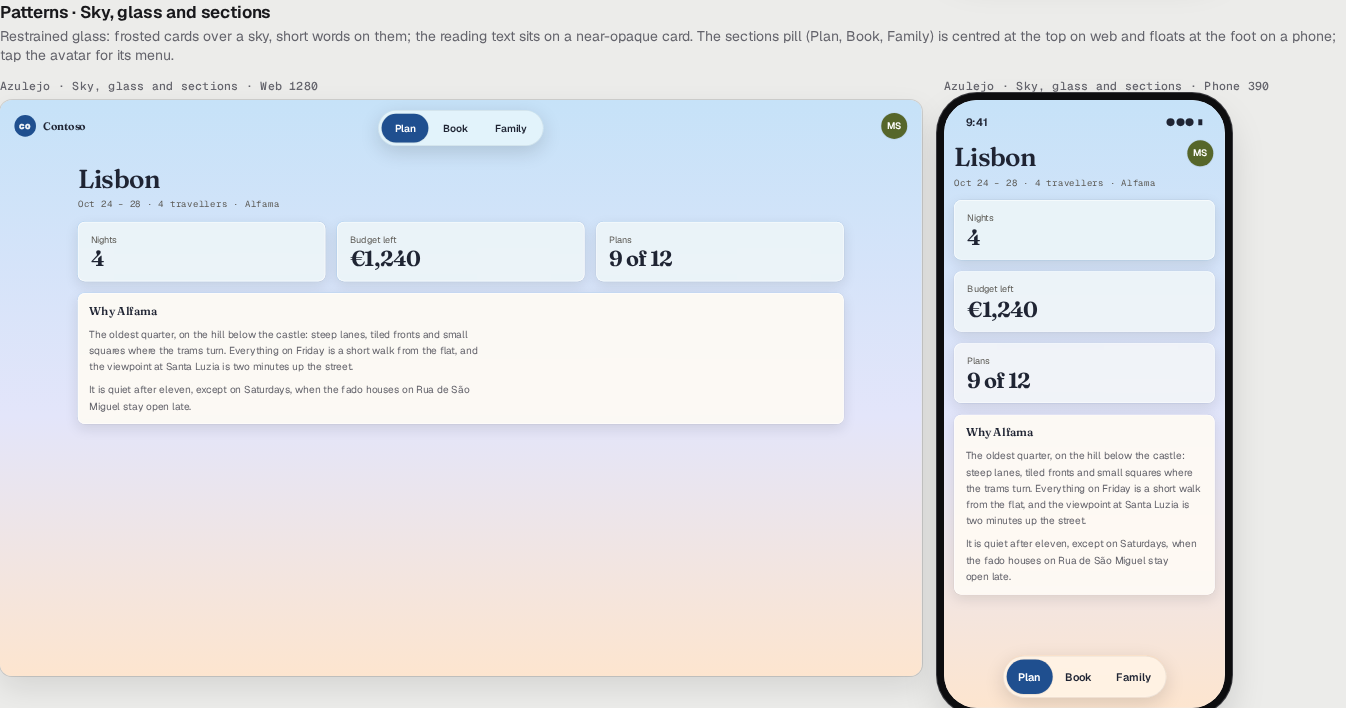 Patterns · Sky, glass and sections
Restrained glass: frosted cards over a sky, short words on them; the reading text sits on a near-opaque card. The sections pill (Plan, Book, Family) is centred at the top on web and floats at the foot on a phone;
tap the avatar for its menu.
Azulejo · Sky, glass and sections · Web 1280
CO
Contoso
Plan
Book
Family
MS
Lisbon
Oct 24 – 28 · 4 travellers · Alfama
Nights
4
Budget left
€1,240
Plans
9 of 12
Why Alfama
The oldest quarter, on the hill below the castle: steep lanes, tiled fronts and small
squares where the trams turn. Everything on Friday is a short walk from the flat, and
the viewpoint at Santa Luzia is two minutes up the street.
It is quiet after eleven, except on Saturdays, when the fado houses on Rua de São
Miguel stay open late.
Azulejo · Sky, glass and sections · Phone 390
9:41
Lisbon
MS
Oct 24 – 28 · 4 travellers · Alfama
Nights
4
Budget left
€1,240
Plans
9 of 12
Why Alfama
The oldest quarter, on the hill below the castle:
steep lanes, tiled fronts and small squares where
the trams turn. Everything on Friday is a short walk
from the flat, and the viewpoint at Santa Luzia is
two minutes up the street.
It is quiet after eleven, except on Saturdays, when
the fado houses on Rua de São Miguel stay
open late.
Plan
Book
Family